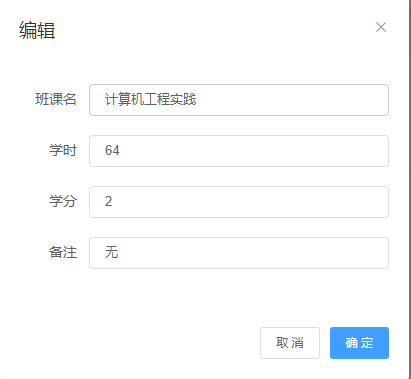 编辑
班课名 计算机工程实践
学时 64
学分 2
备注 无
取 消 确 定